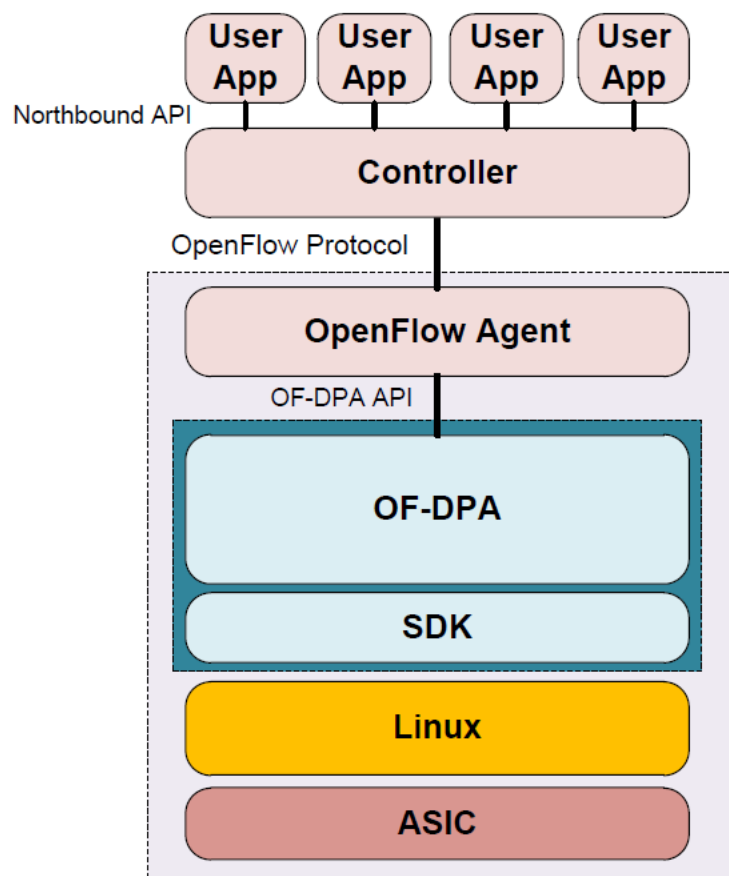 User App
User App
User App
User App
Northbound API
Controller
OpenFlow Protocol
OpenFlow Agent
OF-DPA API
OF-DPA
SDK
Linux
ASIC